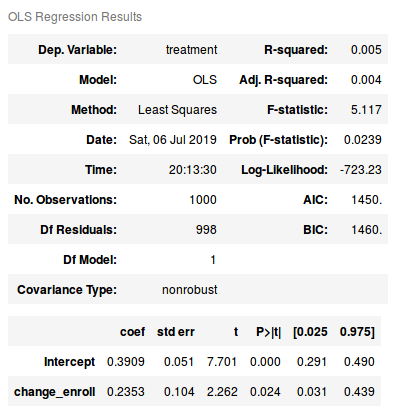 OLS Regression Results
Dep. Variable: treatment R-squared: 0.005
Model: OLS Adj. R-squared: 0.004
Method: Least Squares F-statistic: 5.117
Date: Sat, 06 Jul 2019 Prob (F-statistic): 0.0239
Time: 20:13:30 Log-Likelihood: -723.23
No. Observations: 1000 AIC: 1450.
Df Residuals: 998 BIC: 1460.
Df Model: 1
Covariance Type: nonrobust
coef std err t P>|t| [0.025 0.975]
Intercept 0.3909 0.051 7.701 0.000 0.291 0.490
change_enroll 0.2353 0.104 2.262 0.024 0.031 0.439